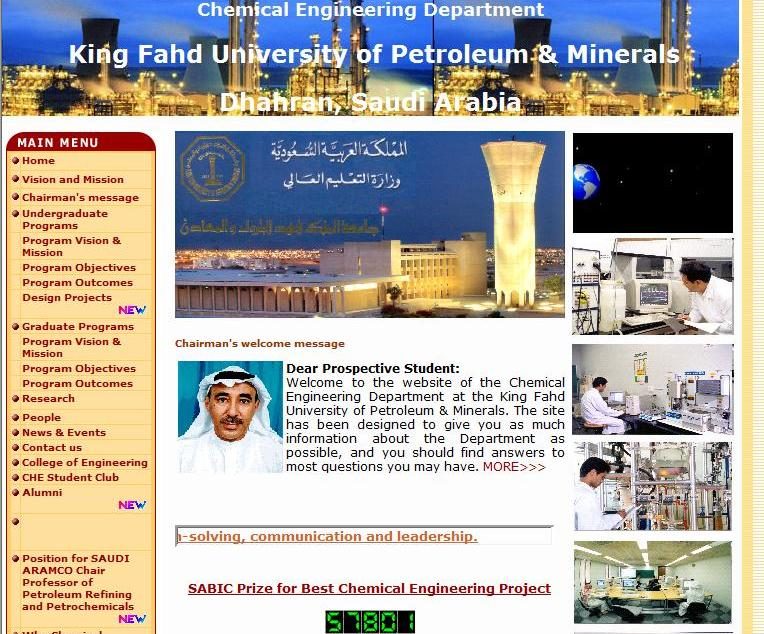 Chemical Engineering Department
King Fahd University of Petroleum & Minerals
Dhahran, Saudi Arabia
MAIN MENU
Home
Vision and Mission
Chairman's message
Undergraduate
Programs
Program Vision &
Mission
Program Objectives
Program Outcomes
Design Projects
NEW
Graduate Programs
Program Vision &
Mission
Program Objectives
Program Outcomes
Research
People
News & Events
Contact us
College of Engineering
CHE Student Club
Alumni
NEW
Position for SAUDI
ARAMCO Chair
Professor of
Petroleum Refining
and Petrochemicals
NEW
المملكة العربية السعودية
وزارة التعليم العالي
جامعة الملك فهد للبترول و المعادن
Chairman's welcome message
Dear Prospective Student:
Welcome to the website of the Chemical
Engineering Department at the King Fahd
University of Petroleum & Minerals. The site
has been designed to give you as much
information about the Department as
possible, and you should find answers to
most questions you may have. MORE>>>
-solving, communication and leadership.
SABIC Prize for Best Chemical Engineering Project
57801